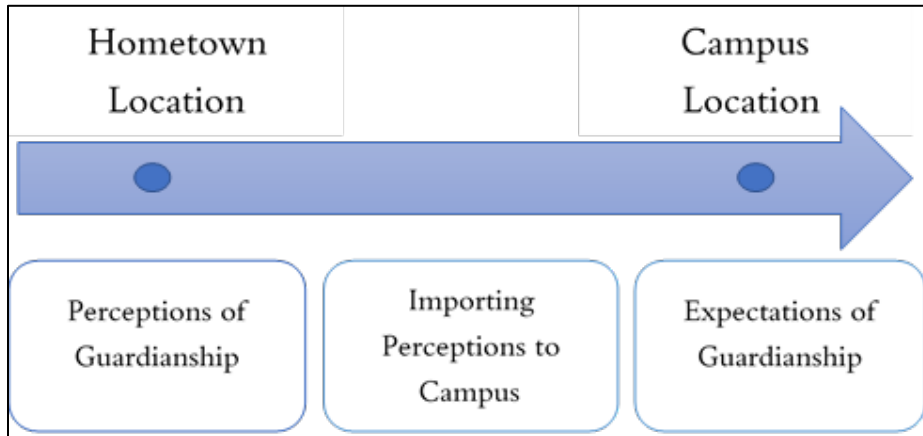 Hometown
Location
Campus
Location
Perceptions of
Guardianship
Importing
Perceptions to
Campus
Expectations of
Guardianship